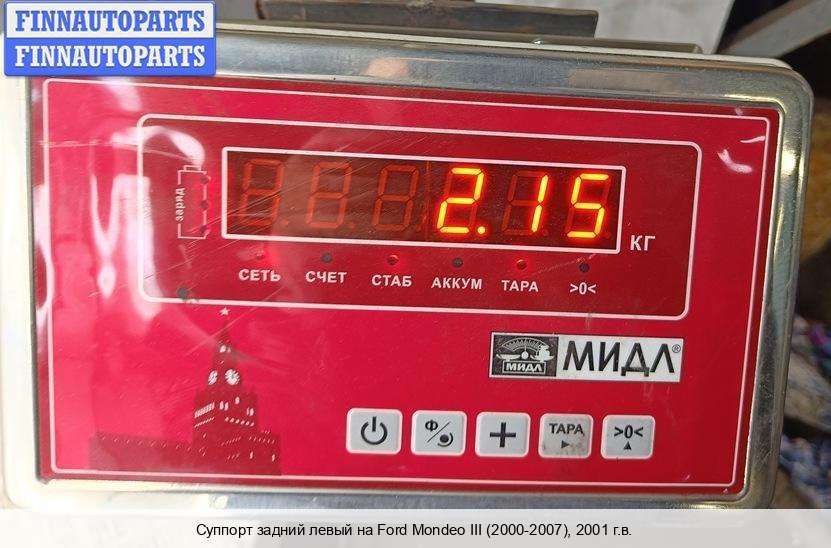 FINNAUTOPARTS
FINNAUTOPARTS
заряд
2.15
КГ
СЕТЬ СЧЕТ СТАБ АККУМ ТАРА >0<
МИДЛ МИДЛ®
Ф ТАРА >0<
Суппорт задний левый на Ford Mondeo III (2000-2007), 2001 г.в.